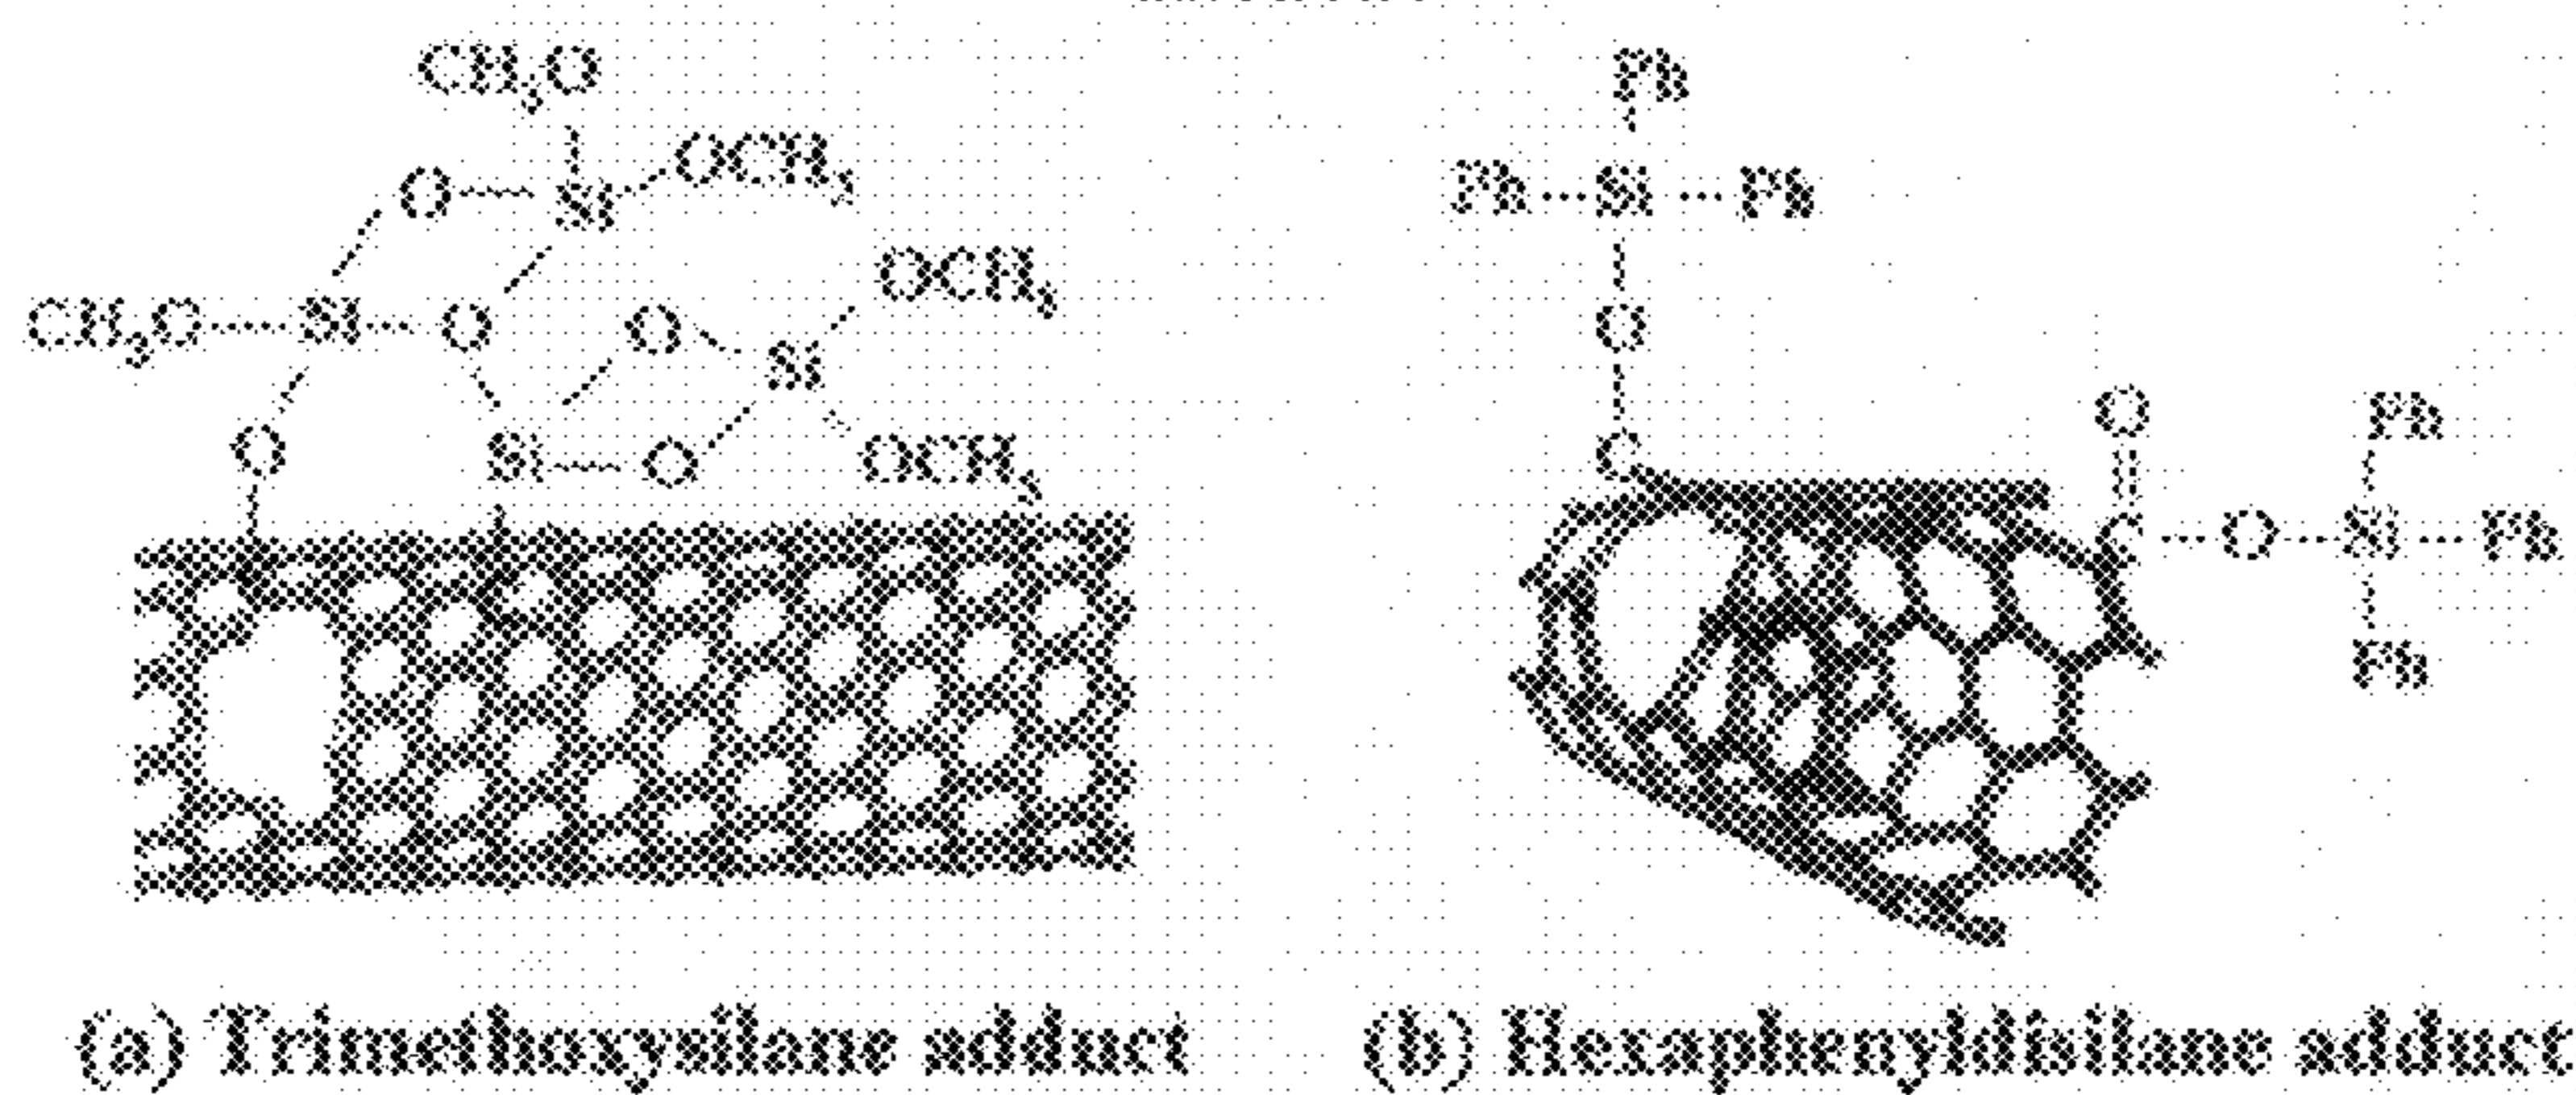 CH₃O
Ph
O Si OCH₃
Ph Si Ph
OCH₃
CH₃O Si O O Si
O
O
Ph
O Si O OCH₃
C
C O Si Ph
Ph
(a) Trimethoxysilane adduct (b) Hexaphenyldisilane adduct